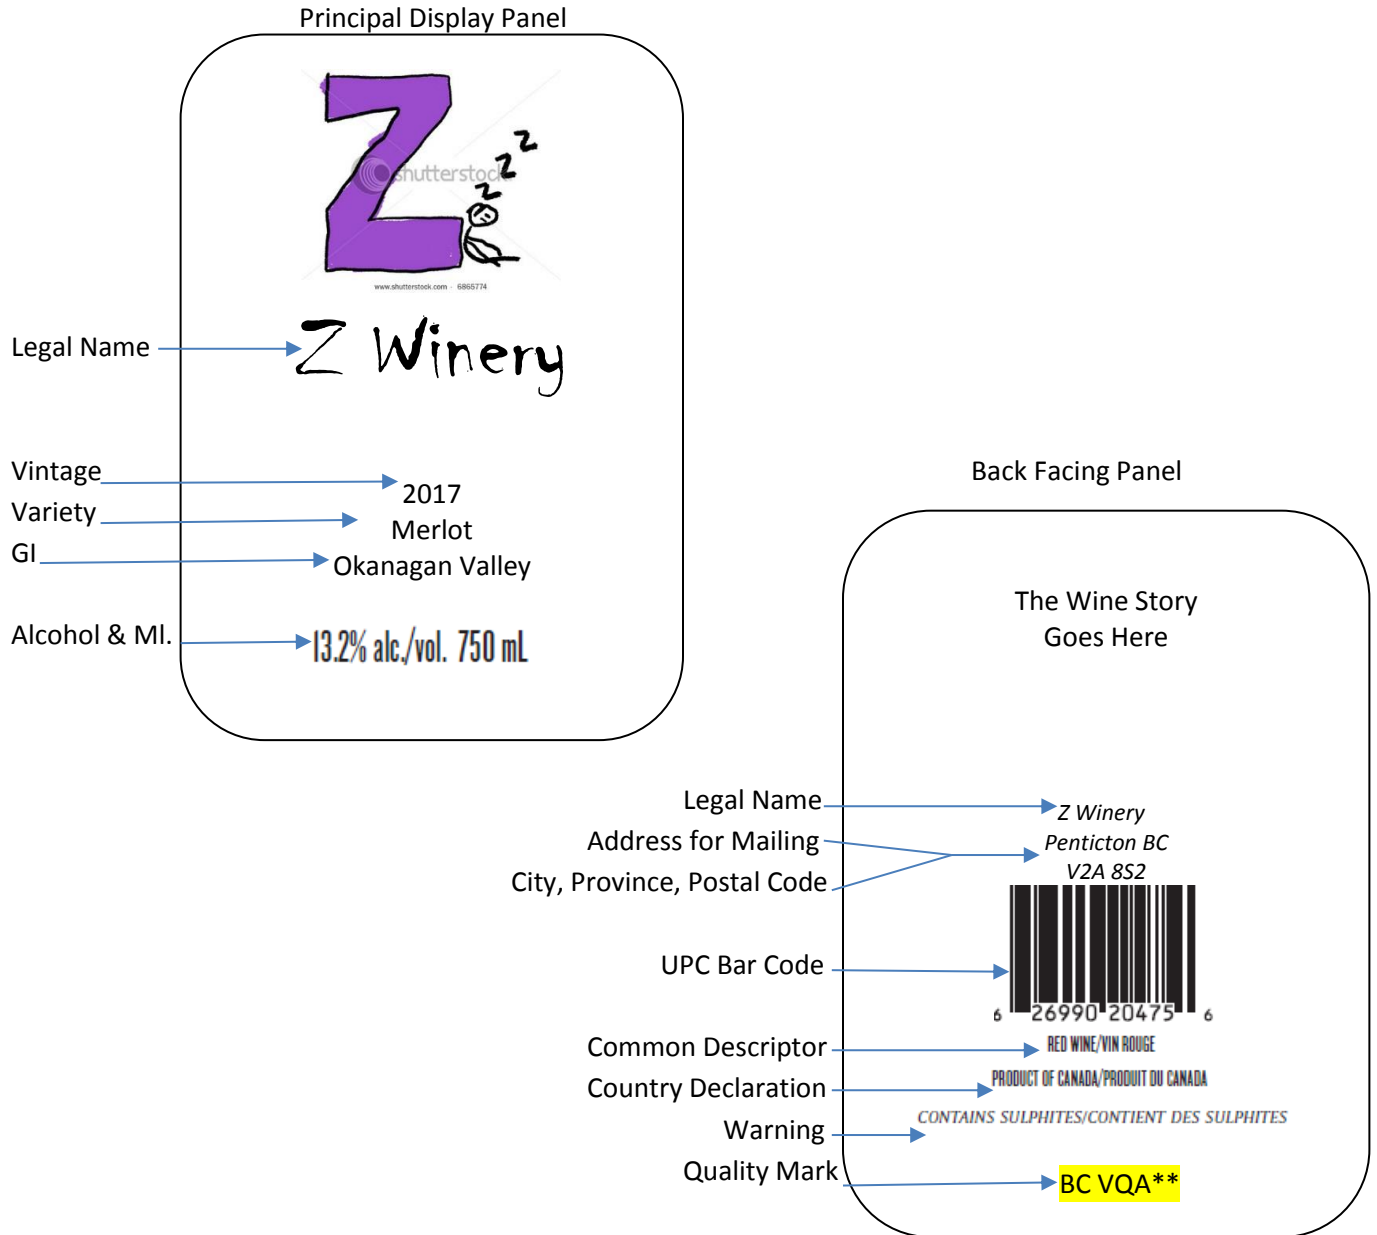 Principal Display Panel
z z z z
shutterstock
www.shutterstock.com - 6865774
Legal Name
Z Winery
Vintage
2017
Variety
Merlot
GI
Okanagan Valley
Alcohol & Ml.
13.2% alc./vol. 750 mL
Back Facing Panel
The Wine Story
Goes Here
Legal Name
Z Winery
Address for Mailing
Penticton BC
City, Province, Postal Code
V2A 8S2
UPC Bar Code
6 26990 20475 6
Common Descriptor
RED WINE/VIN ROUGE
Country Declaration
PRODUCT OF CANADA/PRODUIT DU CANADA
Warning
CONTAINS SULPHITES/CONTIENT DES SULPHITES
Quality Mark
BC VQA**